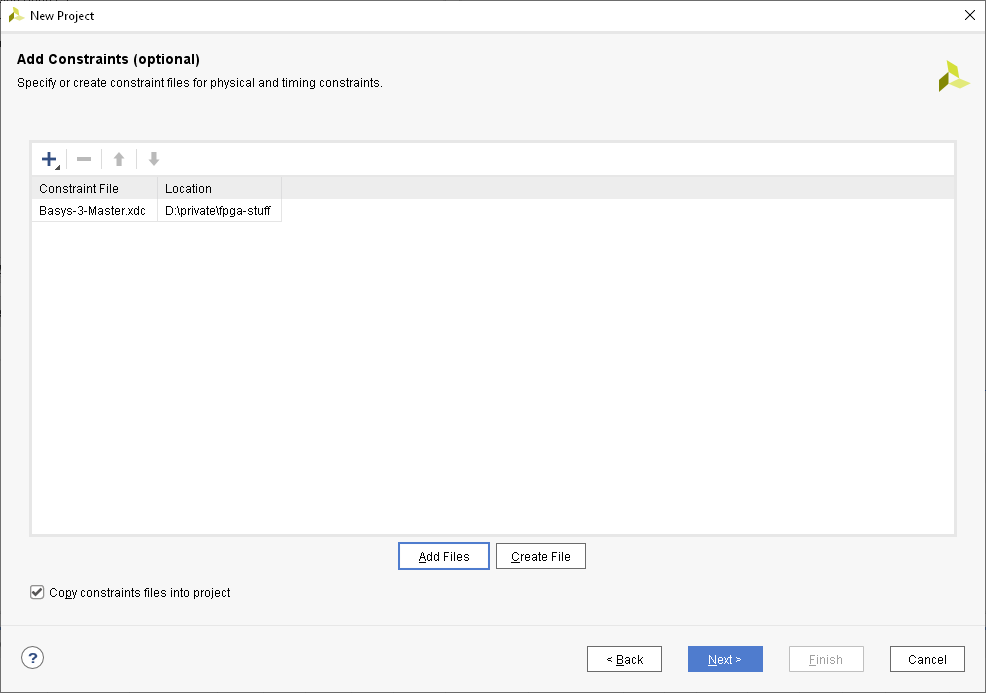 New Project
Add Constraints (optional)
Specify or create constraint files for physical and timing constraints.
Constraint File Location
Basys-3-Master.xdc D:\private\fpga-stuff
Add Files Create File
Copy constraints files into project
? < Back Next > Finish Cancel